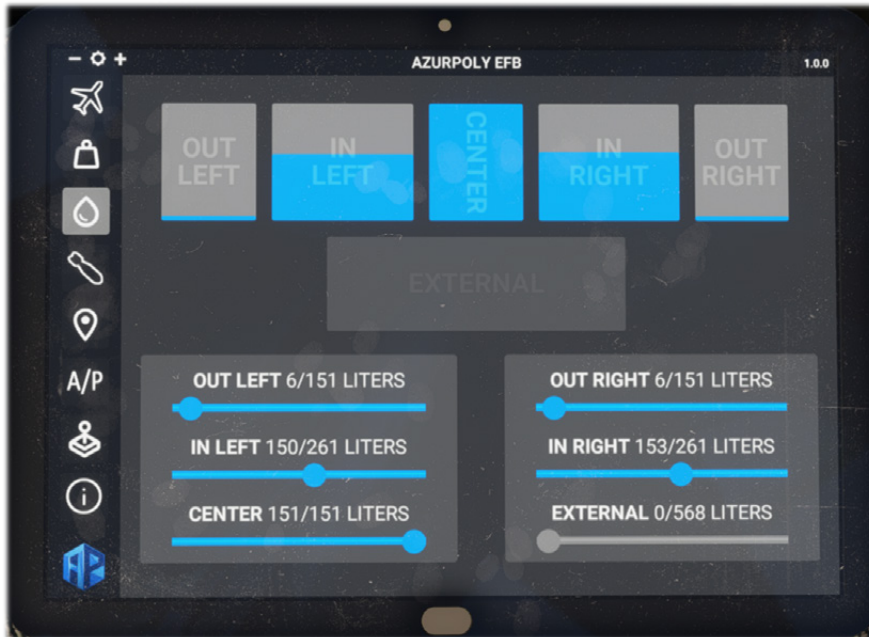 AZURPOLY EFB
1.0.0
OUT
LEFT
IN
LEFT
CENTER
IN
RIGHT
OUT
RIGHT
EXTERNAL
A/P
OUT LEFT 6/151 LITERS
IN LEFT 150/261 LITERS
CENTER 151/151 LITERS
OUT RIGHT 6/151 LITERS
IN RIGHT 153/261 LITERS
EXTERNAL 0/568 LITERS